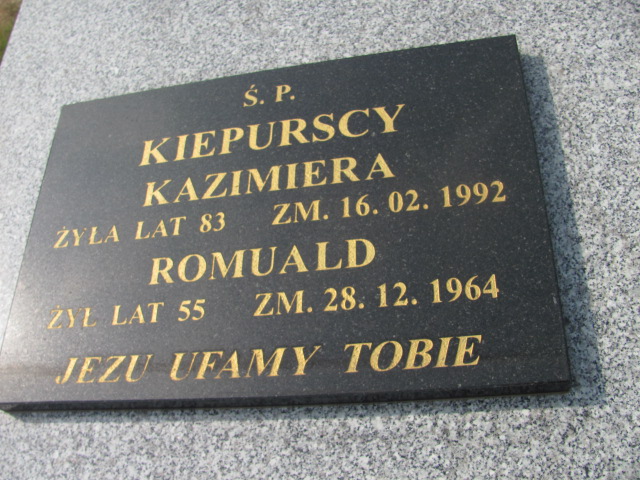 Ś. P.
KIEPURSCY
KAZIMIERA
ŻYŁA LAT 83 ZM. 16. 02. 1992
ROMUALD
ŻYŁ LAT 55 ZM. 28. 12. 1964
JEZU UFAMY TOBIE